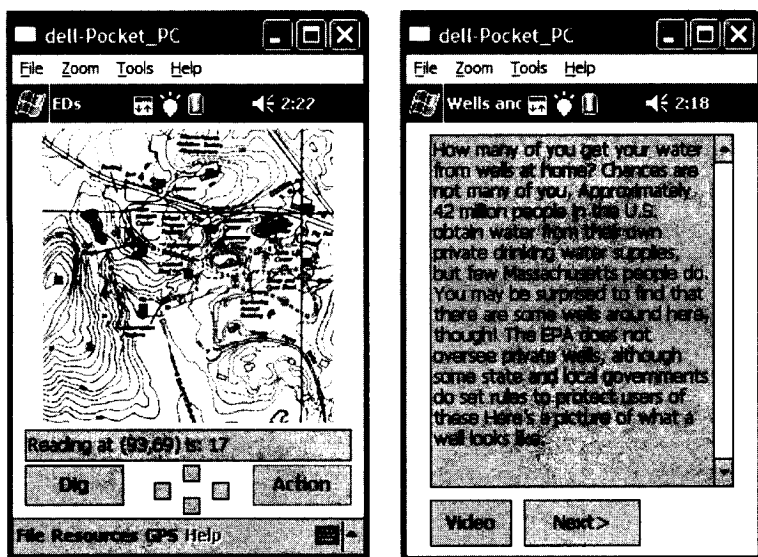 dell-Pocket_PC
File Zoom Tools Help
EDs 2:22
Reading at (93,69) is: 17
Dig Action
File Resources GPS Help
dell-Pocket_PC
File Zoom Tools Help
Wells anc 2:18
How many of you get your water
from wells at home? Chances are
not many of you, Approximately
42 million people in the U.S.
obtain water from their own
private drinking water supplies,
but few Massachusetts people do.
You may be surprised to find that
there are some wells around here,
though! The EPA does not
oversee private wells, although
some state and local governments
do set rules to protect users of
these Here's a picture of what a
well looks like.
Video Next>